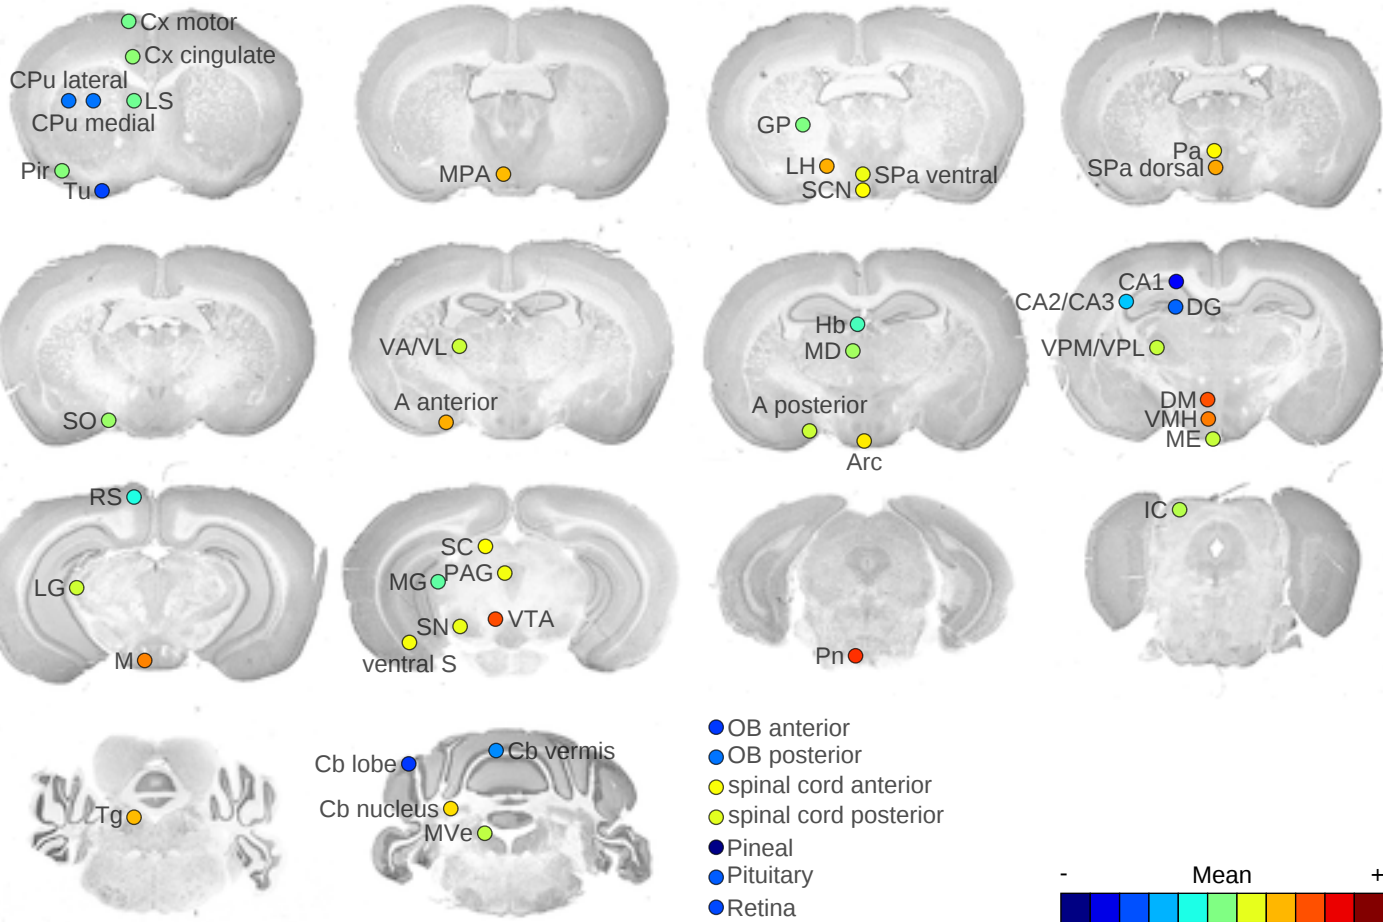 Cx motor
Cx cingulate
CPu lateral
LS
CPu medial
Pir
Tu
MPA
GP
LH
SPa ventral
SCN
Pa
SPa dorsal
SO
VA/VL
A anterior
Hb
MD
A posterior
Arc
CA1
CA2/CA3
DG
VPM/VPL
DM
VMH
ME
RS
LG
M
SC
PAG
MG
VTA
SN
ventral S
Pn
IC
Tg
Cb lobe
Cb vermis
Cb nucleus
MVe
OB anterior
OB posterior
spinal cord anterior
spinal cord posterior
Pineal
Pituitary
Retina
- Mean +